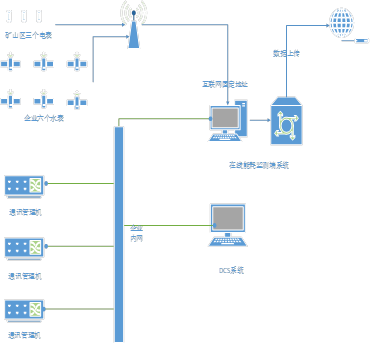 矿山区三个电表
数据上传
互联网固定地址
企业六个水表
在线能耗监测端系统
通讯管理机
企业
内网
DCS系统
通讯管理机
通讯管理机